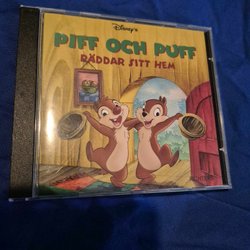 Disney's
PIFF OCH PUFF
RÄDDAR SITT HEM